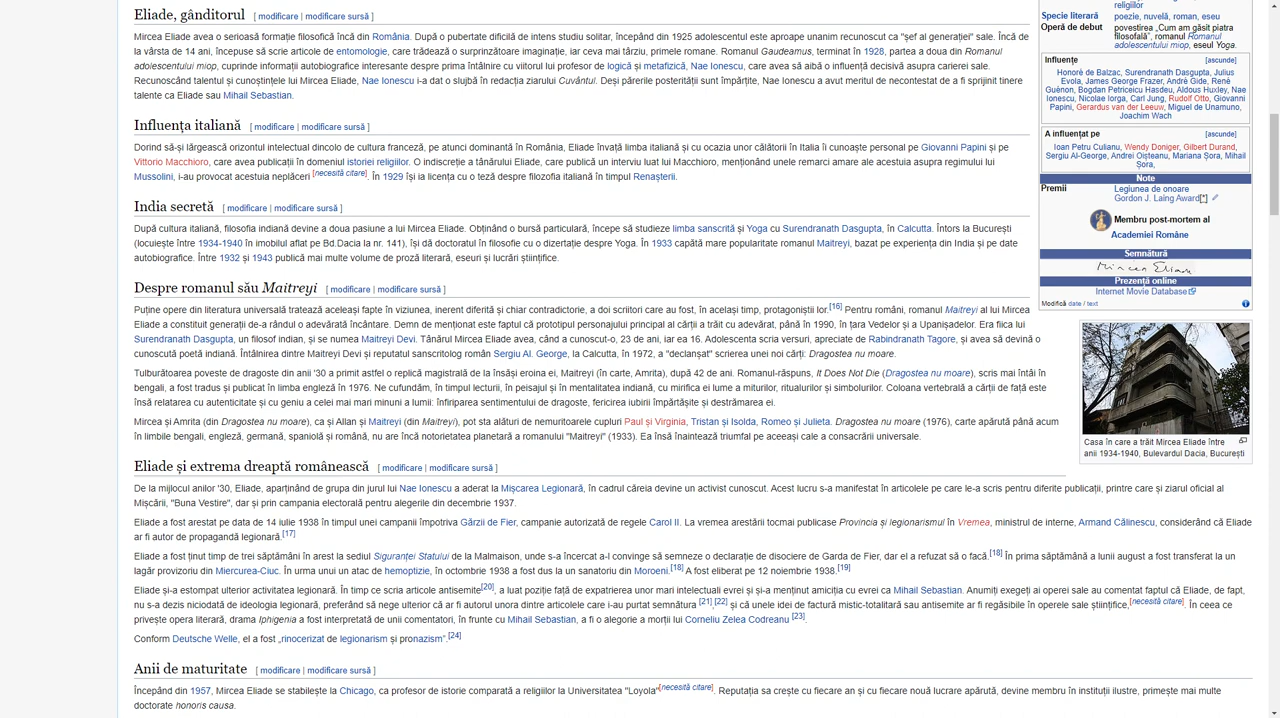 Eliade, gânditorul [ modificare | modificare sursă ]
Mircea Eliade avea o serioasă formație filosofică încă din România. După o pubertate dificilă de intens studiu solitar, începând din 1925 adolescentul este aproape unanim recunoscut ca "șef al generației" sale. Încă de
la vârsta de 14 ani, începuse să scrie articole de entomologie, care trădează o surprinzătoare imaginație, iar ceva mai târziu, primele romane. Romanul Gaudeamus, terminat în 1928, partea a doua din Romanul
adolescentului miop, cuprinde informații autobiografice interesante despre prima întâlnire cu viitorul lui profesor de logică și metafizică, Nae Ionescu, care avea să aibă o influență decisivă asupra carierei sale.
Recunoscând talentul și cunoștințele lui Mircea Eliade, Nae Ionescu i-a dat o slujbă în redacția ziarului Cuvântul. Deși părerile posterității sunt împărțite, Nae Ionescu a avut meritul de necontestat de a fi sprijinit tinere
talente ca Eliade sau Mihail Sebastian.
Influența italiană [ modificare | modificare sursă ]
Dorind să-și lărgească orizontul intelectual dincolo de cultura franceză, pe atunci dominantă în România, Eliade învață limba italiană și cu ocazia unor călătorii în Italia îi cunoaște personal pe Giovanni Papini și pe
Vittorio Macchioro, care avea publicații în domeniul istoriei religiilor. O indiscreție a tânărului Eliade, care publică un interviu luat lui Macchioro, menționând unele remarci amare ale acestuia asupra regimului lui
Mussolini, i-au provocat acestuia neplăceri [necesită citare]. În 1929 își ia licența cu o teză despre filozofia italiană în timpul Renașterii.
India secretă [ modificare | modificare sursă ]
După cultura italiană, filosofia indiană devine a doua pasiune a lui Mircea Eliade. Obținând o bursă particulară, începe să studieze limba sanscrită și Yoga cu Surendranath Dasgupta, în Calcutta. Întors la București
(locuiește între 1934-1940 în imobilul aflat pe Bd.Dacia la nr. 141), își dă doctoratul în filosofie cu o dizertație despre Yoga. În 1933 capătă mare popularitate romanul Maitreyi, bazat pe experiența din India și pe date
autobiografice. Între 1932 și 1943 publică mai multe volume de proză literară, eseuri și lucrări științifice.
Despre romanul său Maitreyi [ modificare | modificare sursă ]
Puține opere din literatura universală tratează aceleași fapte în viziunea, inerent diferită și chiar contradictorie, a doi scriitori care au fost, în același timp, protagoniștii lor.[16] Pentru români, romanul Maitreyi al lui Mircea
Eliade a constituit generații de-a rândul o adevărată încântare. Demn de menționat este faptul că prototipul personajului principal al cărții a trăit cu adevărat, până în 1990, în țara Vedelor și a Upanișadelor. Era fiica lui
Surendranath Dasgupta, un filosof indian, și se numea Maitreyi Devi. Tânărul Mircea Eliade avea, când a cunoscut-o, 23 de ani, iar ea 16. Adolescenta scria versuri, apreciate de Rabindranath Tagore, și avea să devină o
cunoscută poetă indiană. Întâlnirea dintre Maitreyi Devi și reputatul sanscritolog român Sergiu Al. George, la Calcutta, în 1972, a "declanșat" scrierea unei noi cărți: Dragostea nu moare.
Tulburătoarea poveste de dragoste din anii '30 a primit astfel o replică magistrală de la însăși eroina ei, Maitreyi (în carte, Amrita), după 42 de ani. Romanul-răspuns, It Does Not Die (Dragostea nu moare), scris mai întâi în
bengali, a fost tradus și publicat în limba engleză în 1976. Ne cufundăm, în timpul lecturii, în peisajul și în mentalitatea indiană, cu mirifica ei lume a miturilor, ritualurilor și simbolurilor. Coloana vertebrală a cărții de față este
însă relatarea cu autenticitate și cu geniu a celei mai mari minuni a lumii: înfiriparea sentimentului de dragoste, fericirea iubirii împărtășite și destrămarea ei.
Mircea și Amrita (din Dragostea nu moare), ca și Allan și Maitreyi (din Maitreyi), pot sta alături de nemuritoarele cupluri Paul și Virginia, Tristan și Isolda, Romeo și Julieta. Dragostea nu moare (1976), carte apărută până acum
în limbile bengali, engleză, germană, spaniolă și română, nu are încă notorietatea planetară a romanului "Maitreyi" (1933). Ea însă înaintează triumfal pe aceeași cale a consacrării universale.
Eliade și extrema dreaptă românească [ modificare | modificare sursă ]
De la mijlocul anilor '30, Eliade, aparținând de grupa din jurul lui Nae Ionescu a aderat la Mișcarea Legionară, în cadrul căreia devine un activist cunoscut. Acest lucru s-a manifestat în articolele pe care le-a scris pentru diferite publicații, printre care și ziarul oficial al
Mișcării, "Buna Vestire", dar și prin campania electorală pentru alegerile din decembrie 1937.
Eliade a fost arestat pe data de 14 iulie 1938 în timpul unei campanii împotriva Gărzii de Fier, campanie autorizată de regele Carol II. La vremea arestării tocmai publicase Provincia și legionarismul în Vremea, ministrul de interne, Armand Călinescu, considerând că Eliade
ar fi autor de propagandă legionară.[17]
Eliade a fost ținut timp de trei săptămâni în arest la sediul Siguranței Statului de la Malmaison, unde s-a încercat a-l convinge să semneze o declarație de disociere de Garda de Fier, dar el a refuzat să o facă.[18] În prima săptămână a lunii august a fost transferat la un
lagăr provizoriu din Miercurea-Ciuc. În urma unui un atac de hemoptizie, în octombrie 1938 a fost dus la un sanatoriu din Moroeni.[18] A fost eliberat pe 12 noiembrie 1938.[19]
Eliade și-a estompat ulterior activitatea legionară. În timp ce scria articole antisemite[20], a luat poziție față de expatrierea unor mari intelectuali evrei și și-a menținut amiciția cu evrei ca Mihail Sebastian. Anumiți exegeți ai operei sale au comentat faptul că Eliade, de fapt,
nu s-a dezis niciodată de ideologia legionară, preferând să nege ulterior că ar fi autorul unora dintre articolele care i-au purtat semnătura [21],[22] și că unele idei de factură mistic-totalitară sau antisemite ar fi regăsibile în operele sale științifice,[necesită citare]. În ceea ce
privește opera literară, drama Iphigenia a fost interpretată de unii comentatori, în frunte cu Mihail Sebastian, a fi o alegorie a morții lui Corneliu Zelea Codreanu [23].
Conform Deutsche Welle, el a fost „rinocerizat de legionarism și pronazism”.[24]
Anii de maturitate [ modificare | modificare sursă ]
Începând din 1957, Mircea Eliade se stabilește la Chicago, ca profesor de istorie comparată a religiilor la Universitatea "Loyola"[necesită citare]. Reputația sa crește cu fiecare an și cu fiecare nouă lucrare apărută, devine membru în instituții ilustre, primește mai multe
doctorate honoris causa.
religiilor
Specie literară poezie, nuvelă, roman, eseu
Operă de debut povestirea „Cum am găsit piatra
filosofală”, romanul Romanul
adolescentului miop, eseul Yoga.
Influențe [ascunde]
Honoré de Balzac, Surendranath Dasgupta, Julius
Evola, James George Frazer, André Gide, René
Guénon, Bogdan Petriceicu Hasdeu, Aldous Huxley, Nae
Ionescu, Nicolae Iorga, Carl Jung, Rudolf Otto, Giovanni
Papini, Gerardus van der Leeuw, Miguel de Unamuno,
Joachim Wach
A influențat pe [ascunde]
Ioan Petru Culianu, Wendy Doniger, Gilbert Durand,
Sergiu Al-George, Andrei Oișteanu, Mariana Șora, Mihail
Șora,
Note
Premii Legiunea de onoare
Gordon J. Laing Award[*]
Membru post-mortem al
Academiei Române
Semnătură
Mircea Eliade
Prezență online
Internet Movie Database
Modifică date / text
Casa în care a trăit Mircea Eliade între
anii 1934-1940, Bulevardul Dacia, București